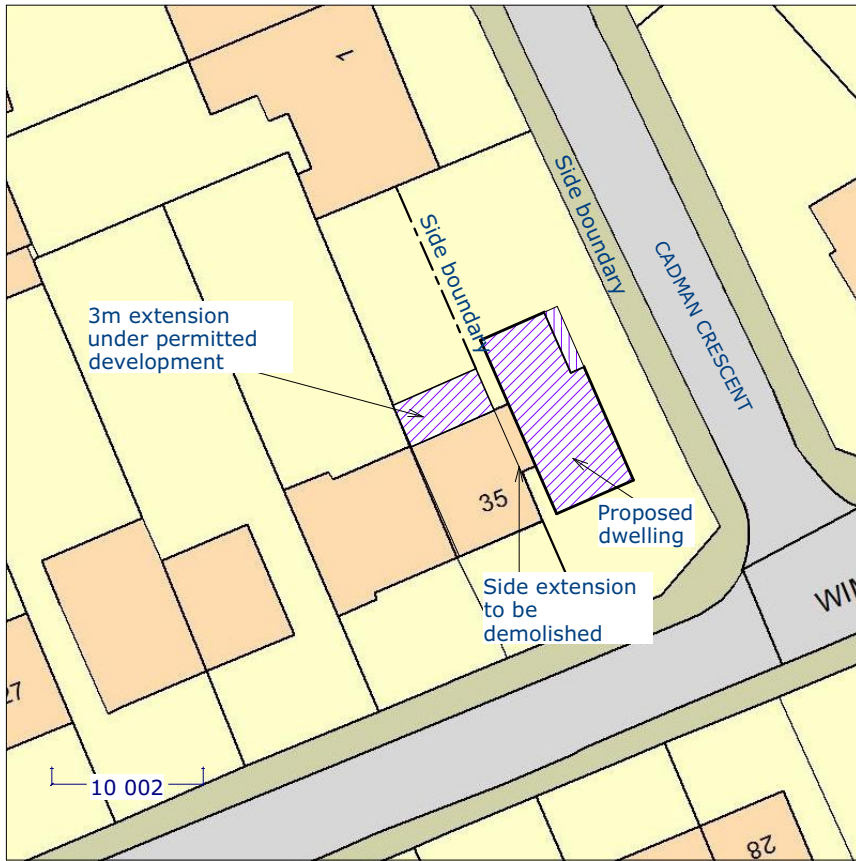 1
Side boundary
Side boundary
CADMAN CRESCENT
3m extension
under permitted
development
35
Proposed
dwelling
Side extension
to be
demolished
WIM
27
10 002
28